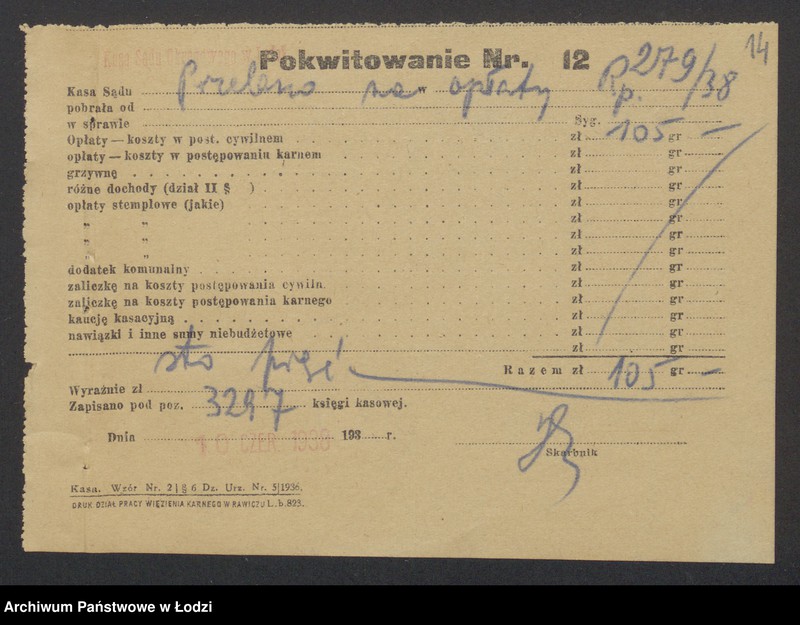 14
Pokwitowanie Nr. 12
Rp. 279/38
Kasa Sądu Przelano na w opłaty
pobrała od
w sprawie Syg.
Opłaty — koszty w post. cywilnem zł 105 gr —
opłaty — koszty w postępowaniu karnem zł gr
grzywnę zł gr
różne dochody (dział II § ) zł gr
opłaty stemplowe (jakie) zł gr
„ „ zł gr
„ „ zł gr
„ „ zł gr
dodatek komunalny zł gr
zaliczkę na koszty postępowania cywiln. zł gr
zaliczkę na koszty postępowania karnego zł gr
kaucję kasacyjną zł gr
nawiązki i inne sumy niebudżetowe zł gr
zł gr
Razem zł 105 gr —
Wyraźnie zł sto pięć
Zapisano pod poz. 3297 księgi kasowej.
Dnia 10 CZER 1938 193 r.
Skarbnik
Kasa. Wzór Nr. 2 | § 6 Dz. Urz. Nr. 5|1936.
DRUK DZIAŁ PRACY WIĘZIENIA KARNEGO W RAWICZU L. b. 823.
Archiwum Państwowe w Łodzi